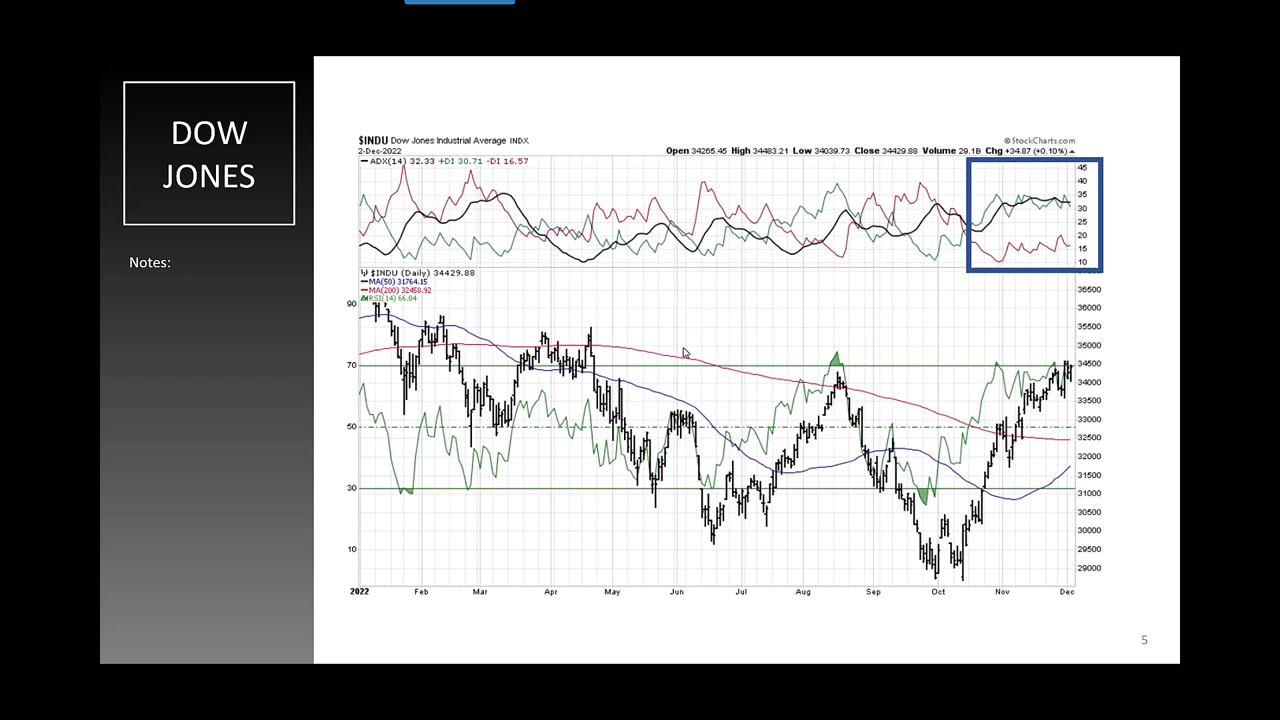 DOW
JONES
Notes:
$INDU Dow Jones Industrial Average INDX
© StockCharts.com
2-Dec-2022
Open 34265.45 High 34483.21 Low 34039.73 Close 34429.88 Volume 29.1B Chg +34.87 (+0.10%)
ADX(14) 32.33 +DI 30.71 -DI 16.57
45
40
35
30
25
20
15
10
$INDU (Daily) 34429.88
MA(50) 31764.15
MA(200) 32458.92
RSI(14) 66.04
90
70
50
30
10
36500
36000
35500
35000
34500
34000
33500
33000
32500
32000
31500
31000
30500
30000
29500
29000
2022 Feb Mar Apr May Jun Jul Aug Sep Oct Nov Dec
5